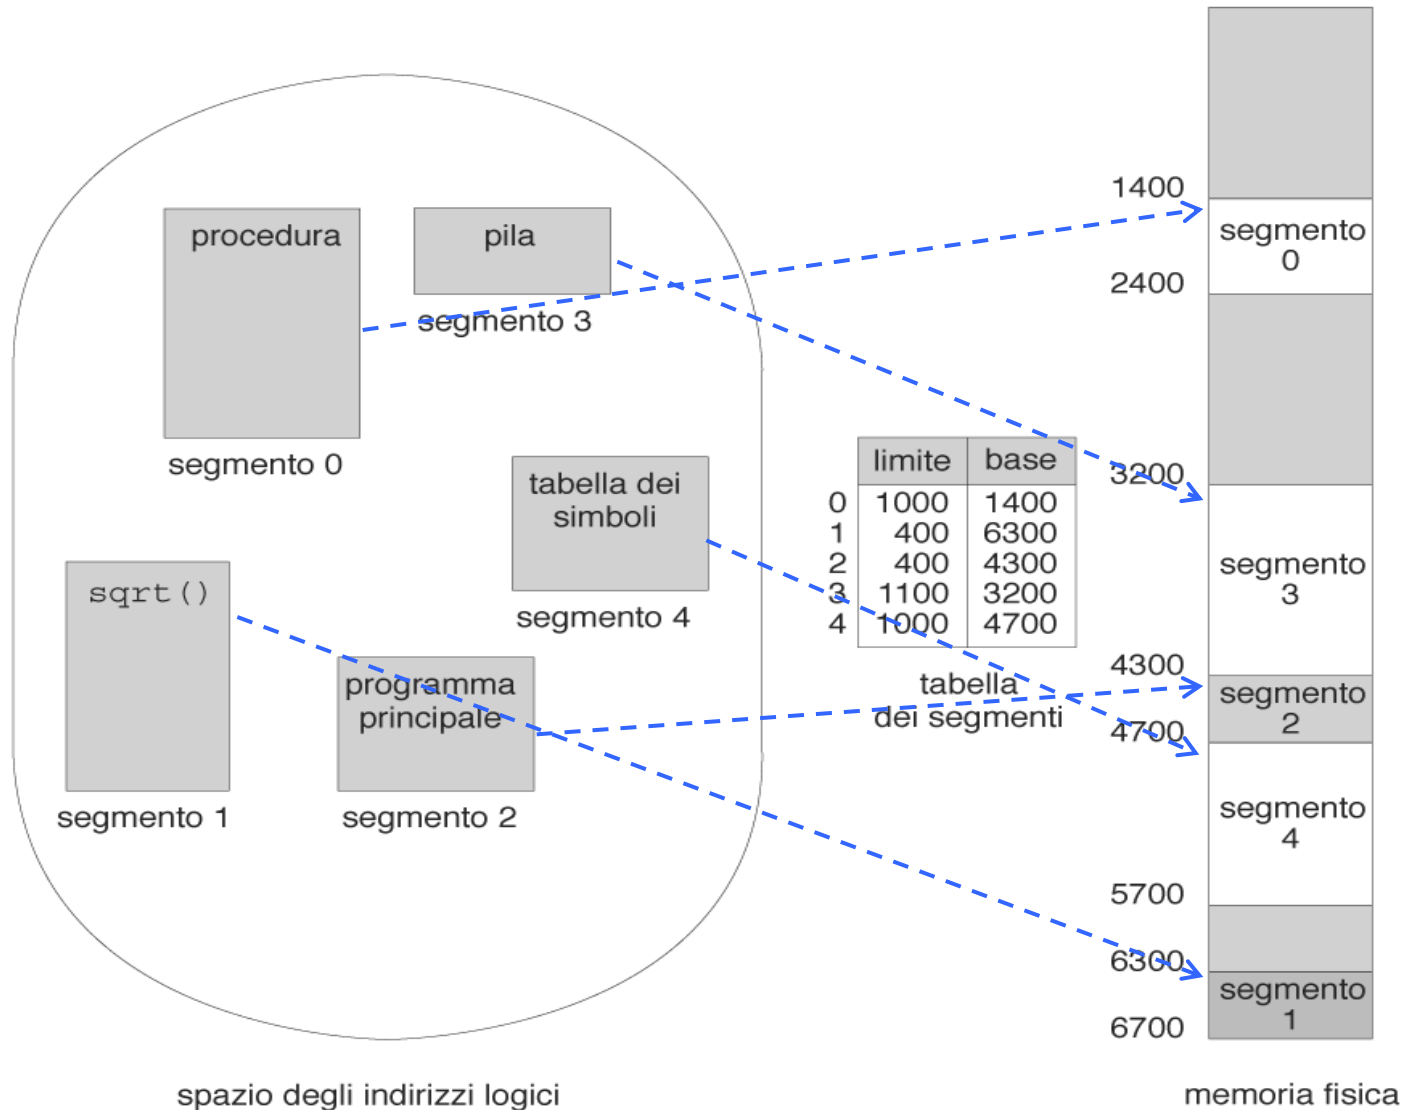 procedura
segmento 0
pila
segmento 3
tabella dei
simboli
segmento 4
sqrt ()
segmento 1
programma
principale
segmento 2
spazio degli indirizzi logici
limite base
0 1000 1400
1 400 6300
2 400 4300
3 1100 3200
4 1000 4700
tabella
dei segmenti
1400
segmento
0
2400
3200
segmento
3
4300
segmento
2
4700
segmento
4
5700
6300
segmento
1
6700
memoria fisica